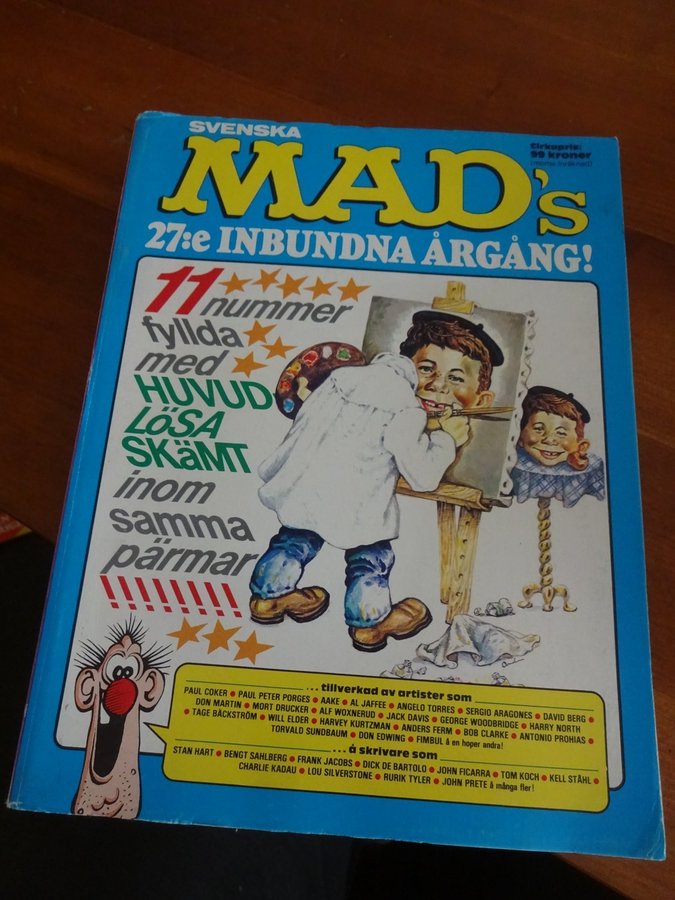 SVENSKA
MAD's
Cirkapris:
99 kroner
(moms inräknat)
27:e INBUNDNA ÅRGÅNG!
11 nummer
fyllda
med
HUVUD
LöSA
SKäMT
inom
samma
pärmar
!!!!!!!!
... tillverkad av artister som
PAUL COKER • PAUL PETER PORGES • AAKE • AL JAFFEE • ANGELO TORRES • SERGIO ARAGONES • DAVID BERG •
DON MARTIN • MORT DRUCKER • ALF WOXNERUD • JACK DAVIS • GEORGE WOODBRIDGE • HARRY NORTH
• TAGE BÄCKSTRÖM • WILL ELDER • HARVEY KURTZMAN • ANDERS FERM • BOB CLARKE • ANTONIO PROHIAS •
TORVALD SUNDBAUM • DON EDWING • FIMBUL å en hoper andra!
... å skrivare som
STAN HART • BENGT SAHLBERG • FRANK JACOBS • DICK DE BARTOLO • JOHN FICARRA • TOM KOCH • KELL STÅHL •
CHARLIE KADAU • LOU SILVERSTONE • RURIK TYLER • JOHN PRETE å många fler!